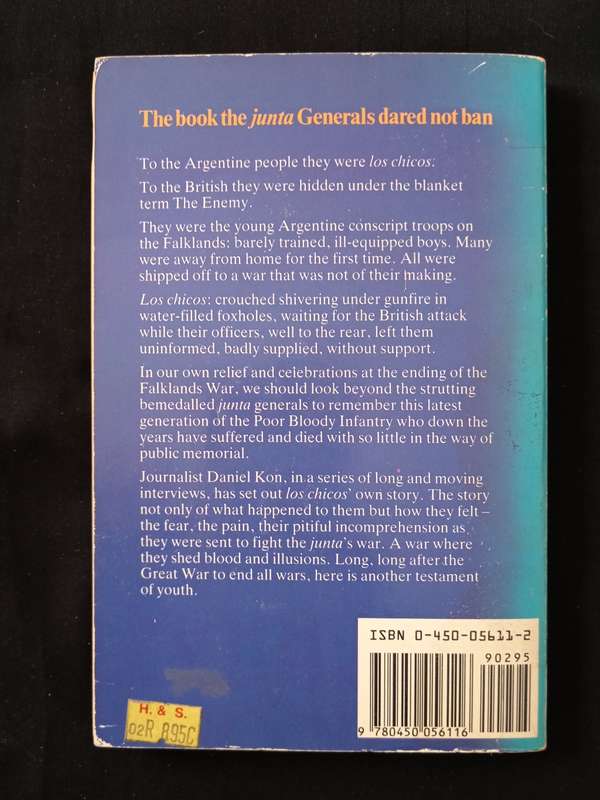 The book the junta Generals dared not ban
To the Argentine people they were los chicos.
To the British they were hidden under the blanket
term The Enemy.
They were the young Argentine conscript troops on
the Falklands: barely trained, ill-equipped boys. Many
were away from home for the first time. All were
shipped off to a war that was not of their making.
Los chicos: crouched shivering under gunfire in
water-filled foxholes, waiting for the British attack
while their officers, well to the rear, left them
uninformed, badly supplied, without support.
In our own relief and celebrations at the ending of the
Falklands War, we should look beyond the strutting
bemedalled junta generals to remember this latest
generation of the Poor Bloody Infantry who down the
years have suffered and died with so little in the way of
public memorial.
Journalist Daniel Kon, in a series of long and moving
interviews, has set out los chicos' own story. The story
not only of what happened to them but how they felt –
the fear, the pain, their pitiful incomprehension as
they were sent to fight the junta's war. A war where
they shed blood and illusions. Long, long after the
Great War to end all wars, here is another testament
of youth.
ISBN 0-450-05611-2
90295
9 780450 056116
H. & S.
02R 895C